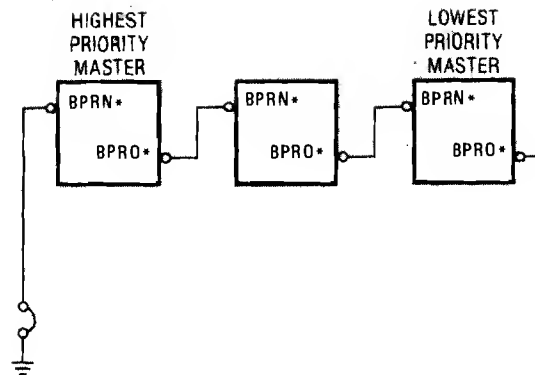 HIGHEST
PRIORITY
MASTER
LOWEST
PRIORITY
MASTER
BPRN*
BPRO*
BPRN*
BPRO*
BPRN*
BPRO*